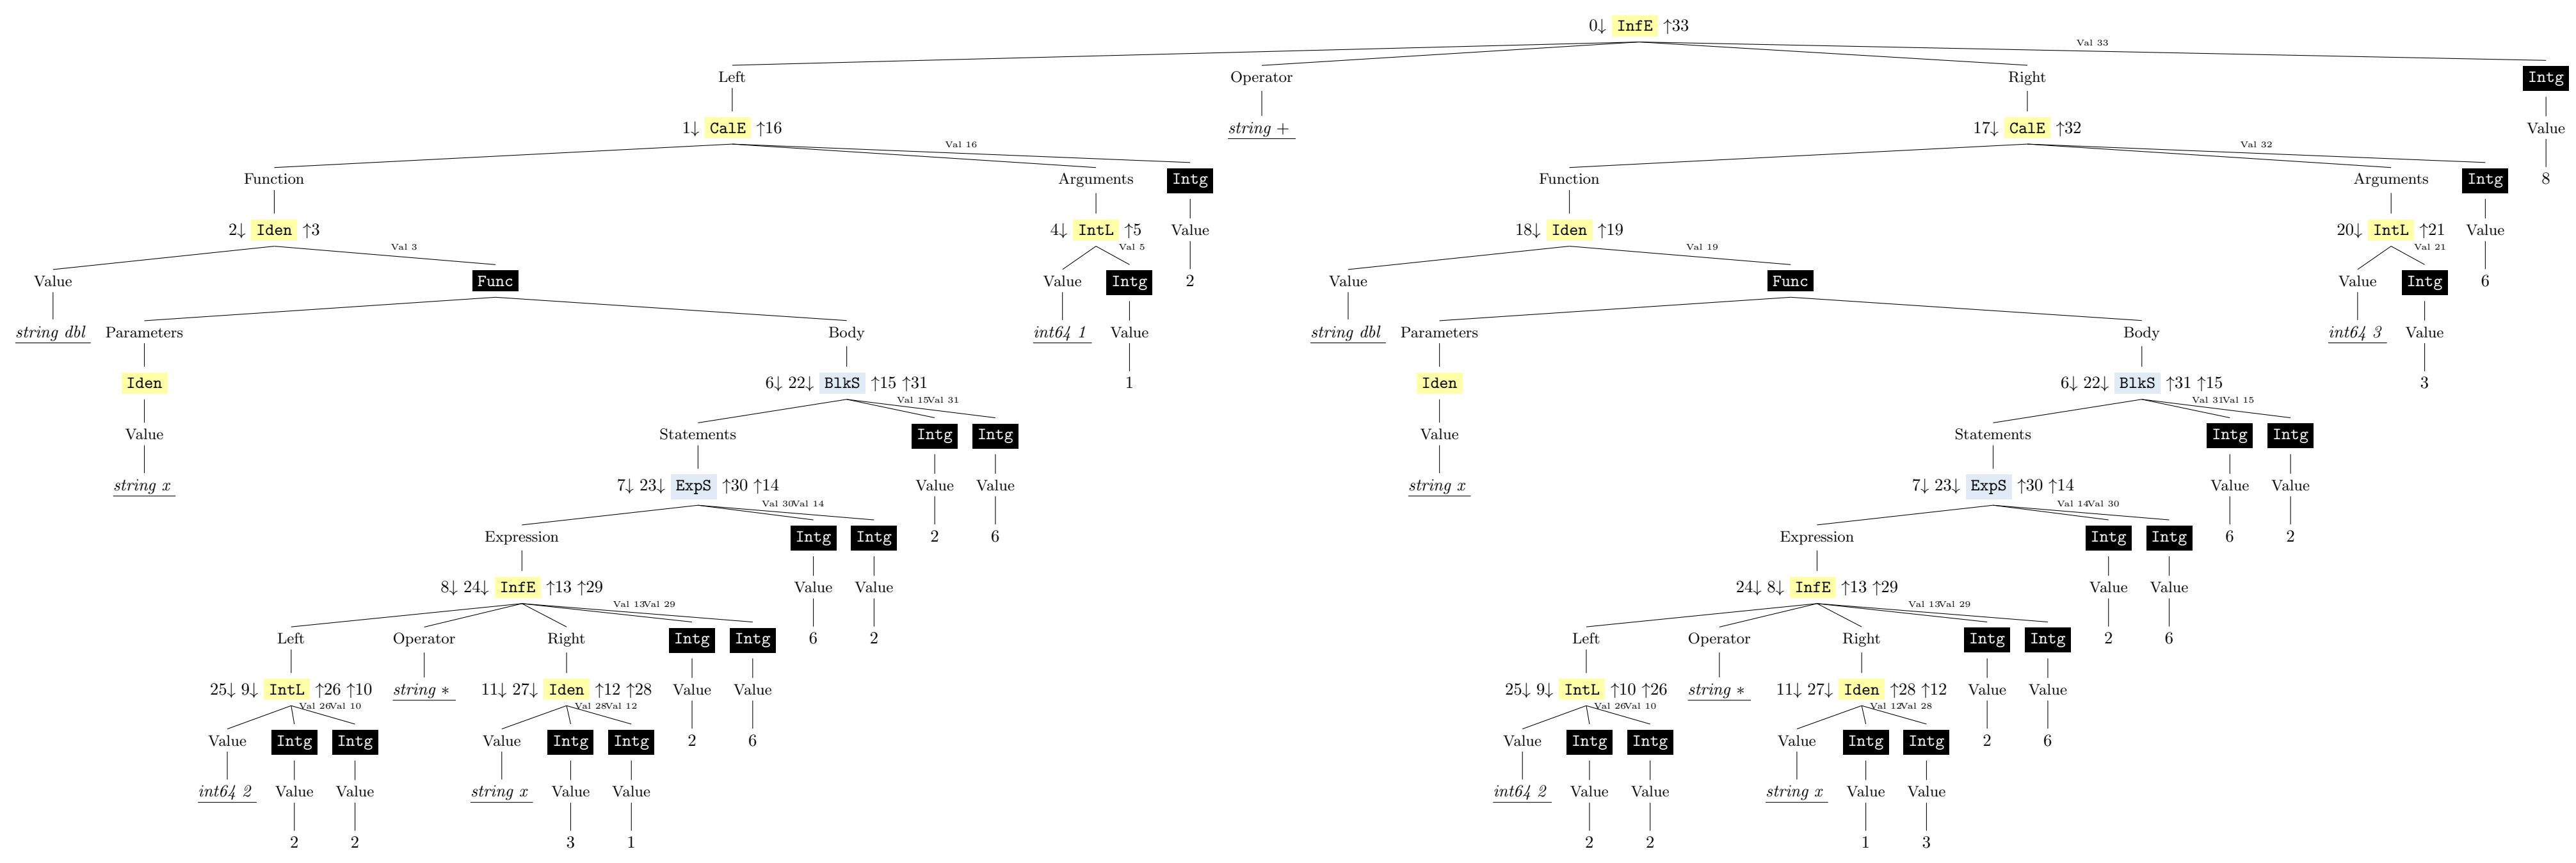 0↓ InfE ↑33
Val 33
Left Operator Right Intg
1↓ CalE ↑16 string + 17↓ CalE ↑32 Value
Val 16 Val 32
Function Arguments Intg Function Arguments Intg 8
2↓ Iden ↑3 4↓ IntL ↑5 Value 18↓ Iden ↑19 20↓ IntL ↑21 Value
Val 3 Val 5 Val 19 Val 21
Value Func Value Intg 2 Value Func Value Intg 6
string dbl Parameters Body int64 1 Value string dbl Parameters Body int64 3 Value
Iden 6↓ 22↓ BlkS ↑15 ↑31 1 Iden 6↓ 22↓ BlkS ↑31 ↑15 3
Val 15 Val 31 Val 31 Val 15
Value Statements Intg Intg Value Statements Intg Intg
string x 7↓ 23↓ ExpS ↑30 ↑14 Value Value string x 7↓ 23↓ ExpS ↑30 ↑14 Value Value
Val 30 Val 14 Val 14 Val 30
Expression Intg Intg 2 6 Expression Intg Intg 6 2
8↓ 24↓ InfE ↑13 ↑29 Value Value 24↓ 8↓ InfE ↑13 ↑29 Value Value
Val 13 Val 29 Val 13 Val 29
Left Operator Right Intg Intg 6 2 Left Operator Right Intg Intg 2 6
25↓ 9↓ IntL ↑26 ↑10 string * 11↓ 27↓ Iden ↑12 ↑28 Value Value 25↓ 9↓ IntL ↑10 ↑26 string * 11↓ 27↓ Iden ↑28 ↑12 Value Value
Val 26 Val 10 Val 28 Val 12 Val 26 Val 10 Val 12 Val 28
Value Intg Intg Value Intg Intg 2 6 Value Intg Intg Value Intg Intg 2 6
int64 2 Value Value string x Value Value int64 2 Value Value string x Value Value
2 2 3 1 2 2 1 3